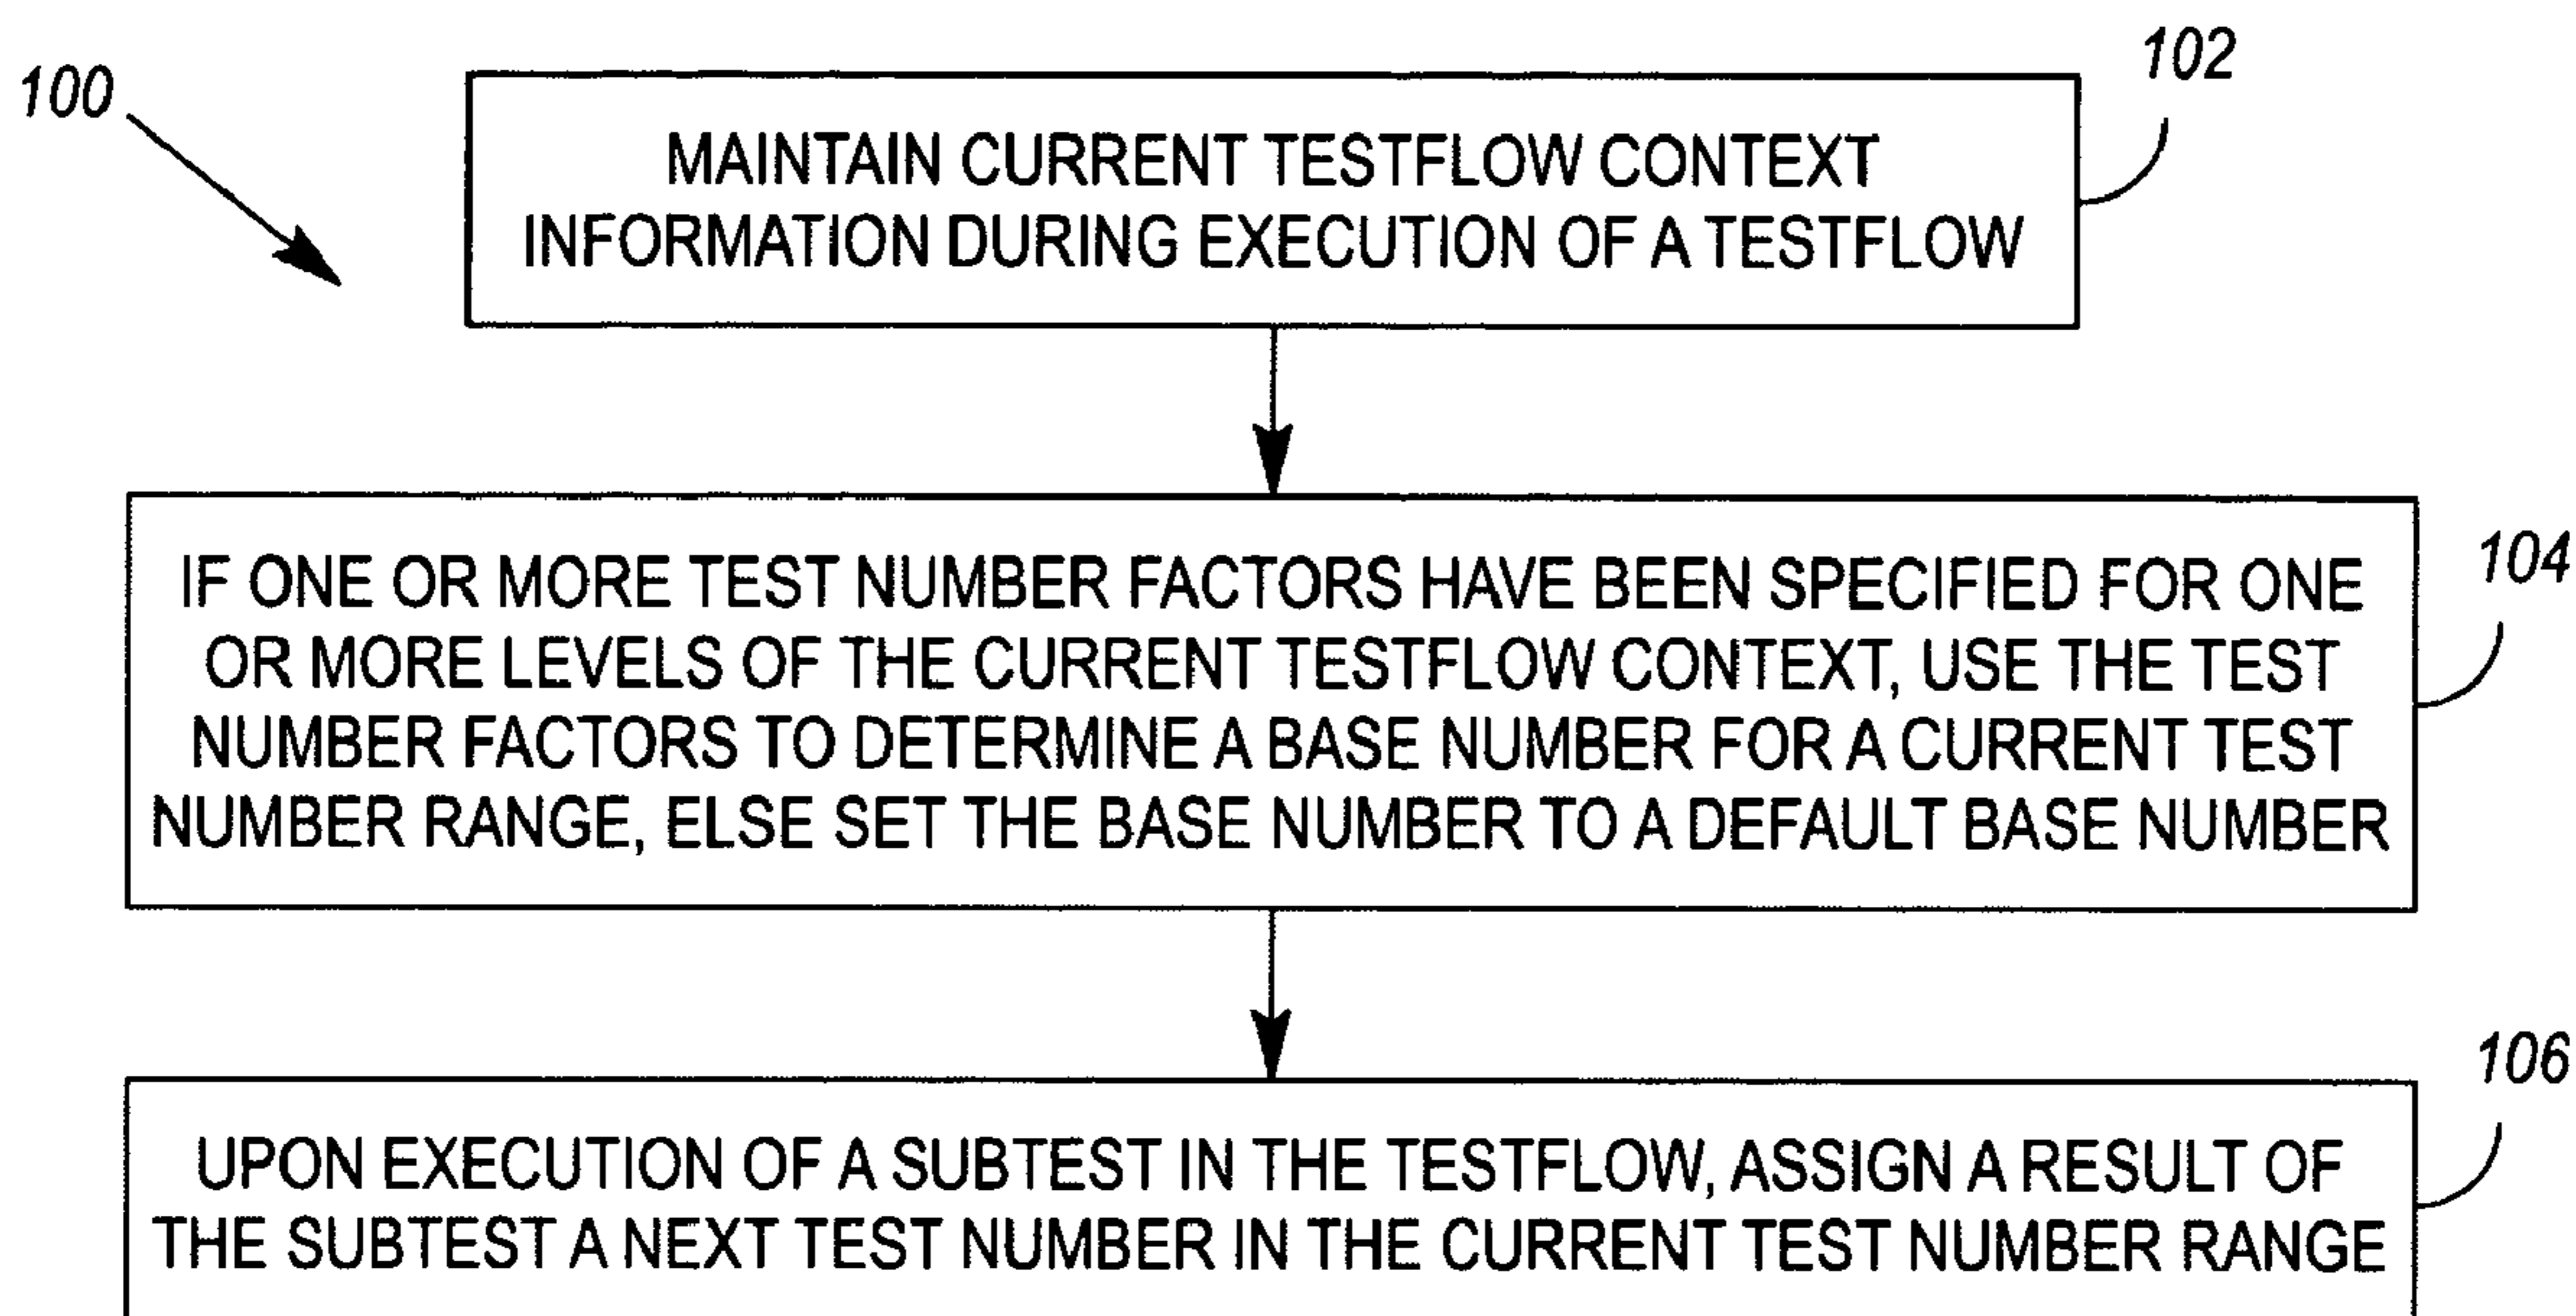 100
102
MAINTAIN CURRENT TESTFLOW CONTEXT
INFORMATION DURING EXECUTION OF A TESTFLOW
104
IF ONE OR MORE TEST NUMBER FACTORS HAVE BEEN SPECIFIED FOR ONE
OR MORE LEVELS OF THE CURRENT TESTFLOW CONTEXT, USE THE TEST
NUMBER FACTORS TO DETERMINE A BASE NUMBER FOR A CURRENT TEST
NUMBER RANGE, ELSE SET THE BASE NUMBER TO A DEFAULT BASE NUMBER
106
UPON EXECUTION OF A SUBTEST IN THE TESTFLOW, ASSIGN A RESULT OF
THE SUBTEST A NEXT TEST NUMBER IN THE CURRENT TEST NUMBER RANGE